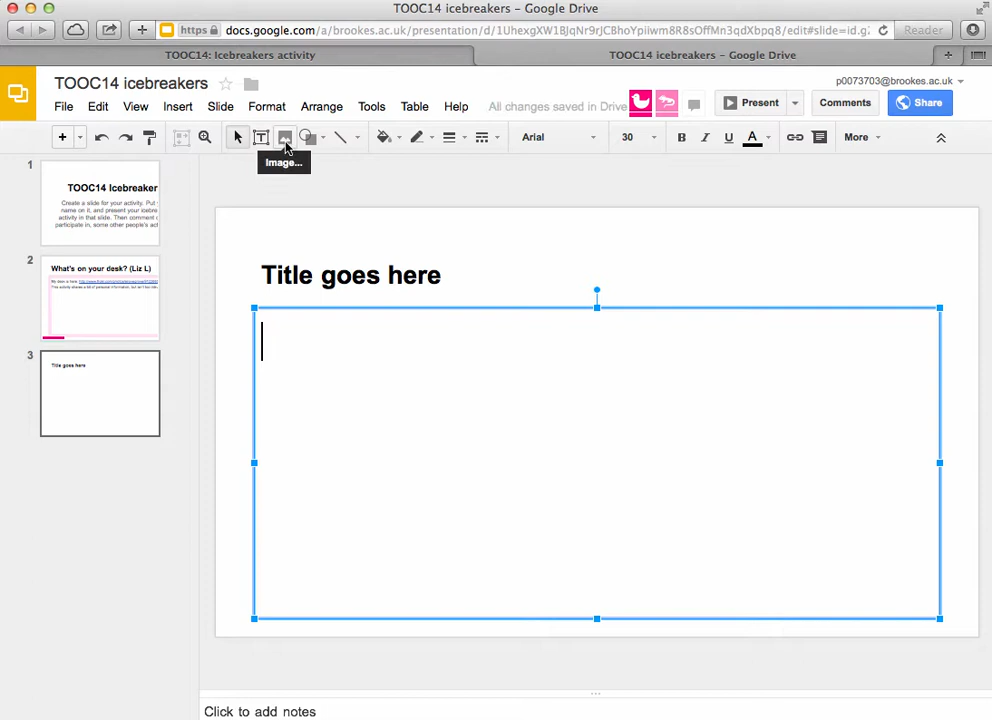 TOOC14 icebreakers – Google Drive
https docs.google.com/a/brookes.ac.uk/presentation/d/ Reader
TOOC14: Icebreakers activity
TOOC14 icebreakers – Google Drive
TOOC14 icebreakers
p0073703@brookes.ac.uk
File Edit View Insert Slide Format Arrange Tools Table Help All changes saved in Drive
Present Comments Share
Arial 30 B I U A More
Image...
1
TOOC14 Icebreaker
Create a slide for your activity. Put
name on it, and present your icebre
activity in that slide. Then comment
participate in, some other people's act
2
What's on your desk? (Liz L)
My desk is here:
3
Title goes here
Title goes here
Click to add notes